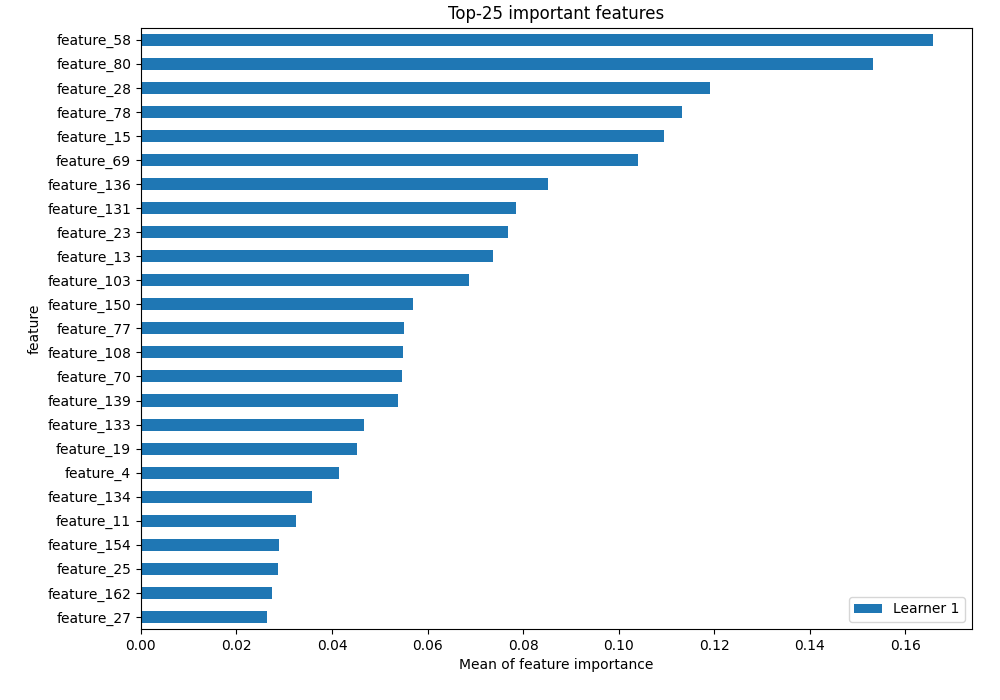 Top-25 important features
feature_58
feature_80
feature_28
feature_78
feature_15
feature_69
feature_136
feature_131
feature_23
feature_13
feature_103
feature_150
feature_77
feature_108
feature_70
feature_139
feature_133
feature_19
feature_4
feature_134
feature_11
feature_154
feature_25
feature_162
feature_27
feature
Learner 1
0.00 0.02 0.04 0.06 0.08 0.10 0.12 0.14 0.16
Mean of feature importance